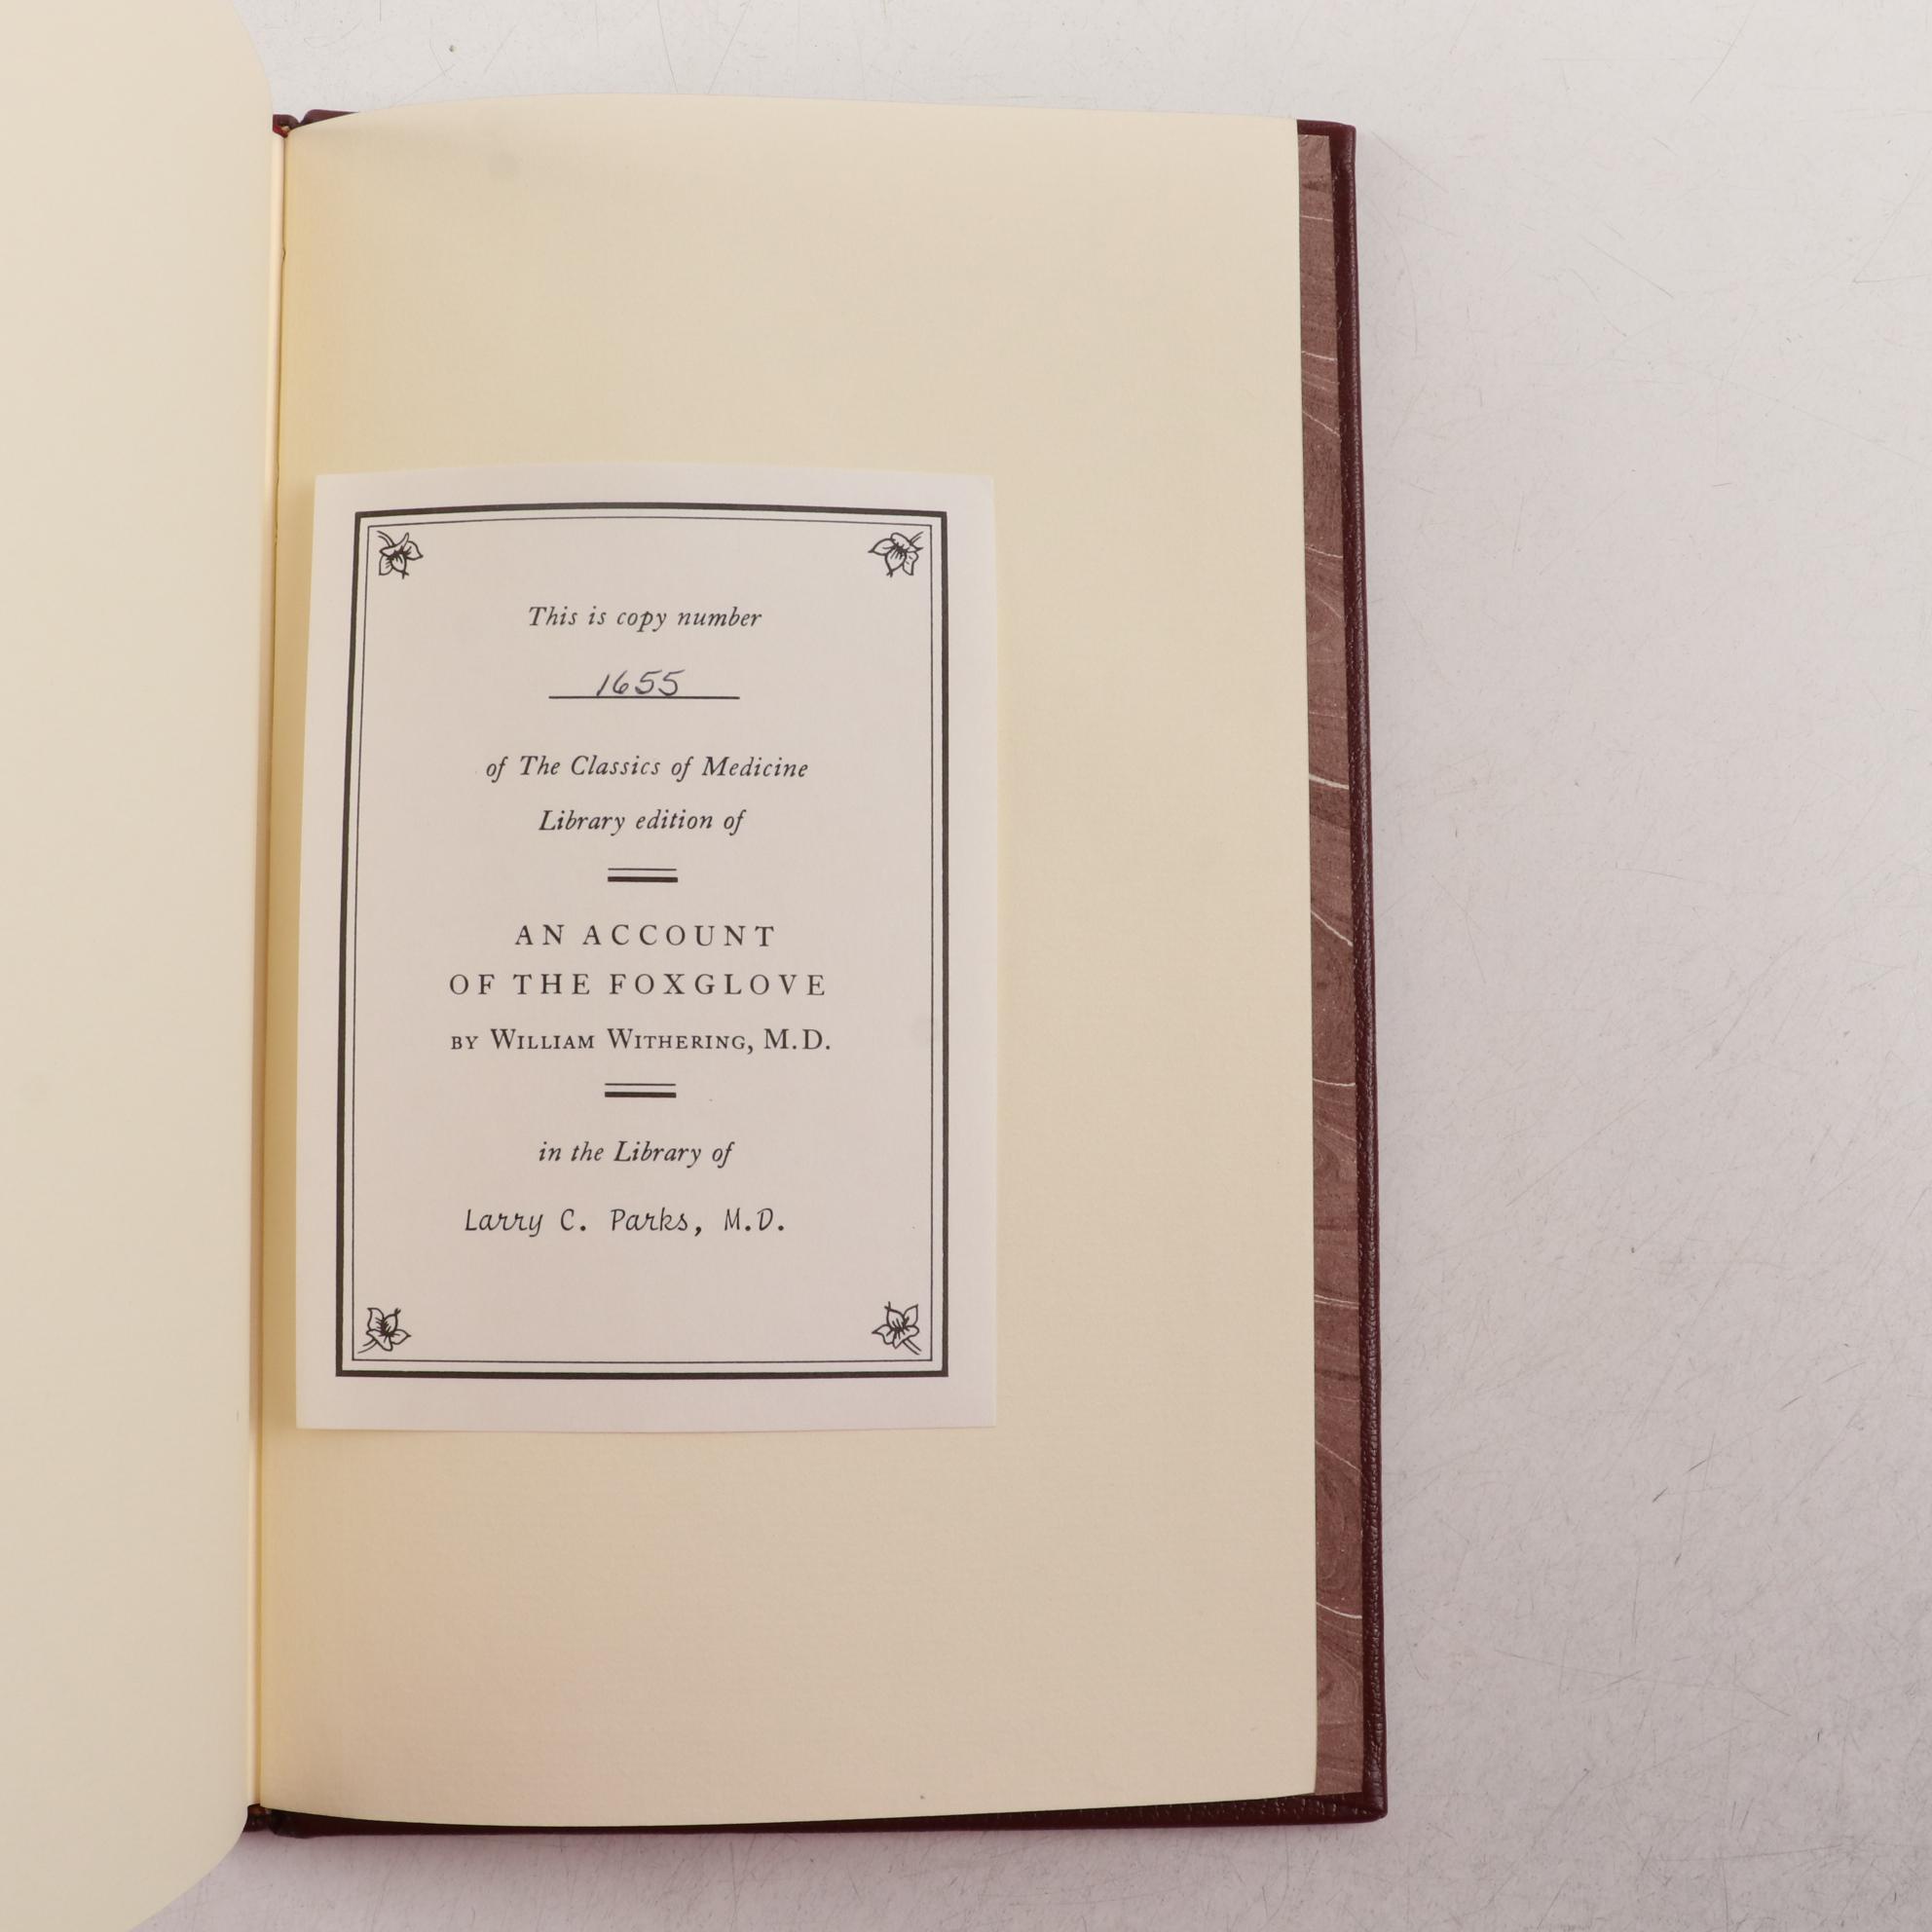 This is copy number
1655
of The Classics of Medicine
Library edition of
AN ACCOUNT
OF THE FOXGLOVE
BY WILLIAM WITHERING, M.D.
in the Library of
Larry C. Parks, M.D.